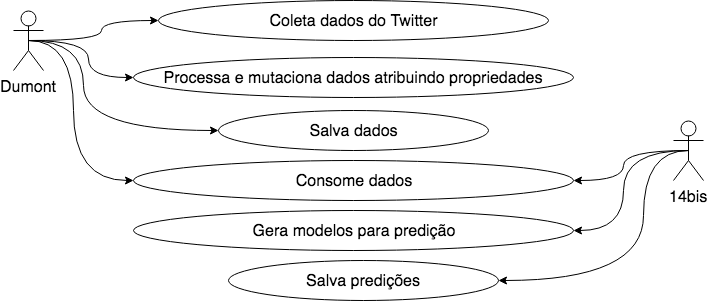 Coleta dados do Twitter
Dumont
Processa e mutaciona dados atribuindo propriedades
Salva dados
Consome dados
14bis
Gera modelos para predição
Salva predições